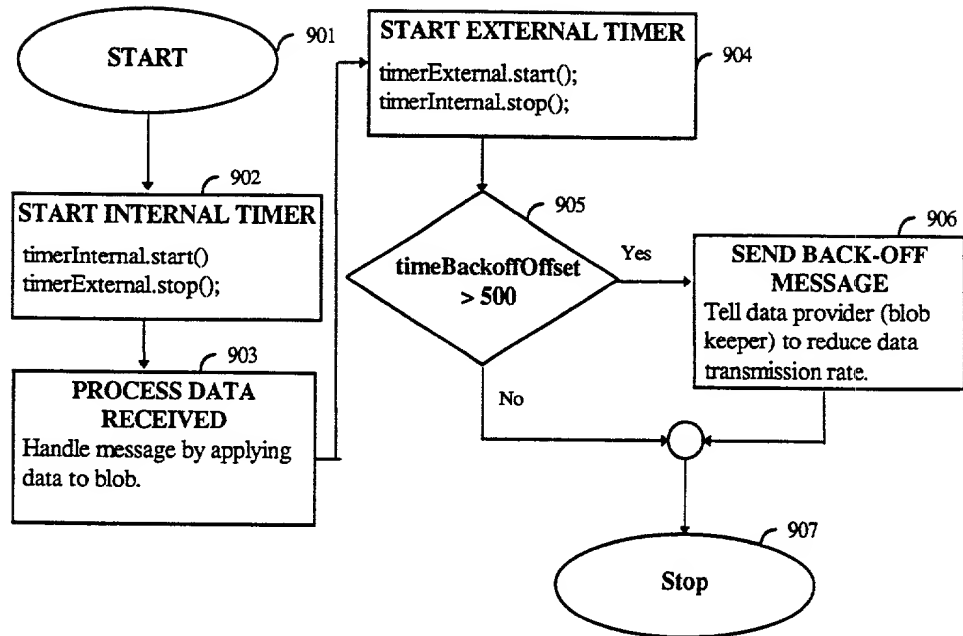 START
901
902
START INTERNAL TIMER
timerInternal.start()
timerExternal.stop();
903
PROCESS DATA
RECEIVED
Handle message by applying
data to blob.
START EXTERNAL TIMER
904
timerExternal.start();
timerInternal.stop();
905
timeBackoffOffset
> 500
Yes
No
906
SEND BACK-OFF
MESSAGE
Tell data provider (blob
keeper) to reduce data
transmission rate.
907
Stop